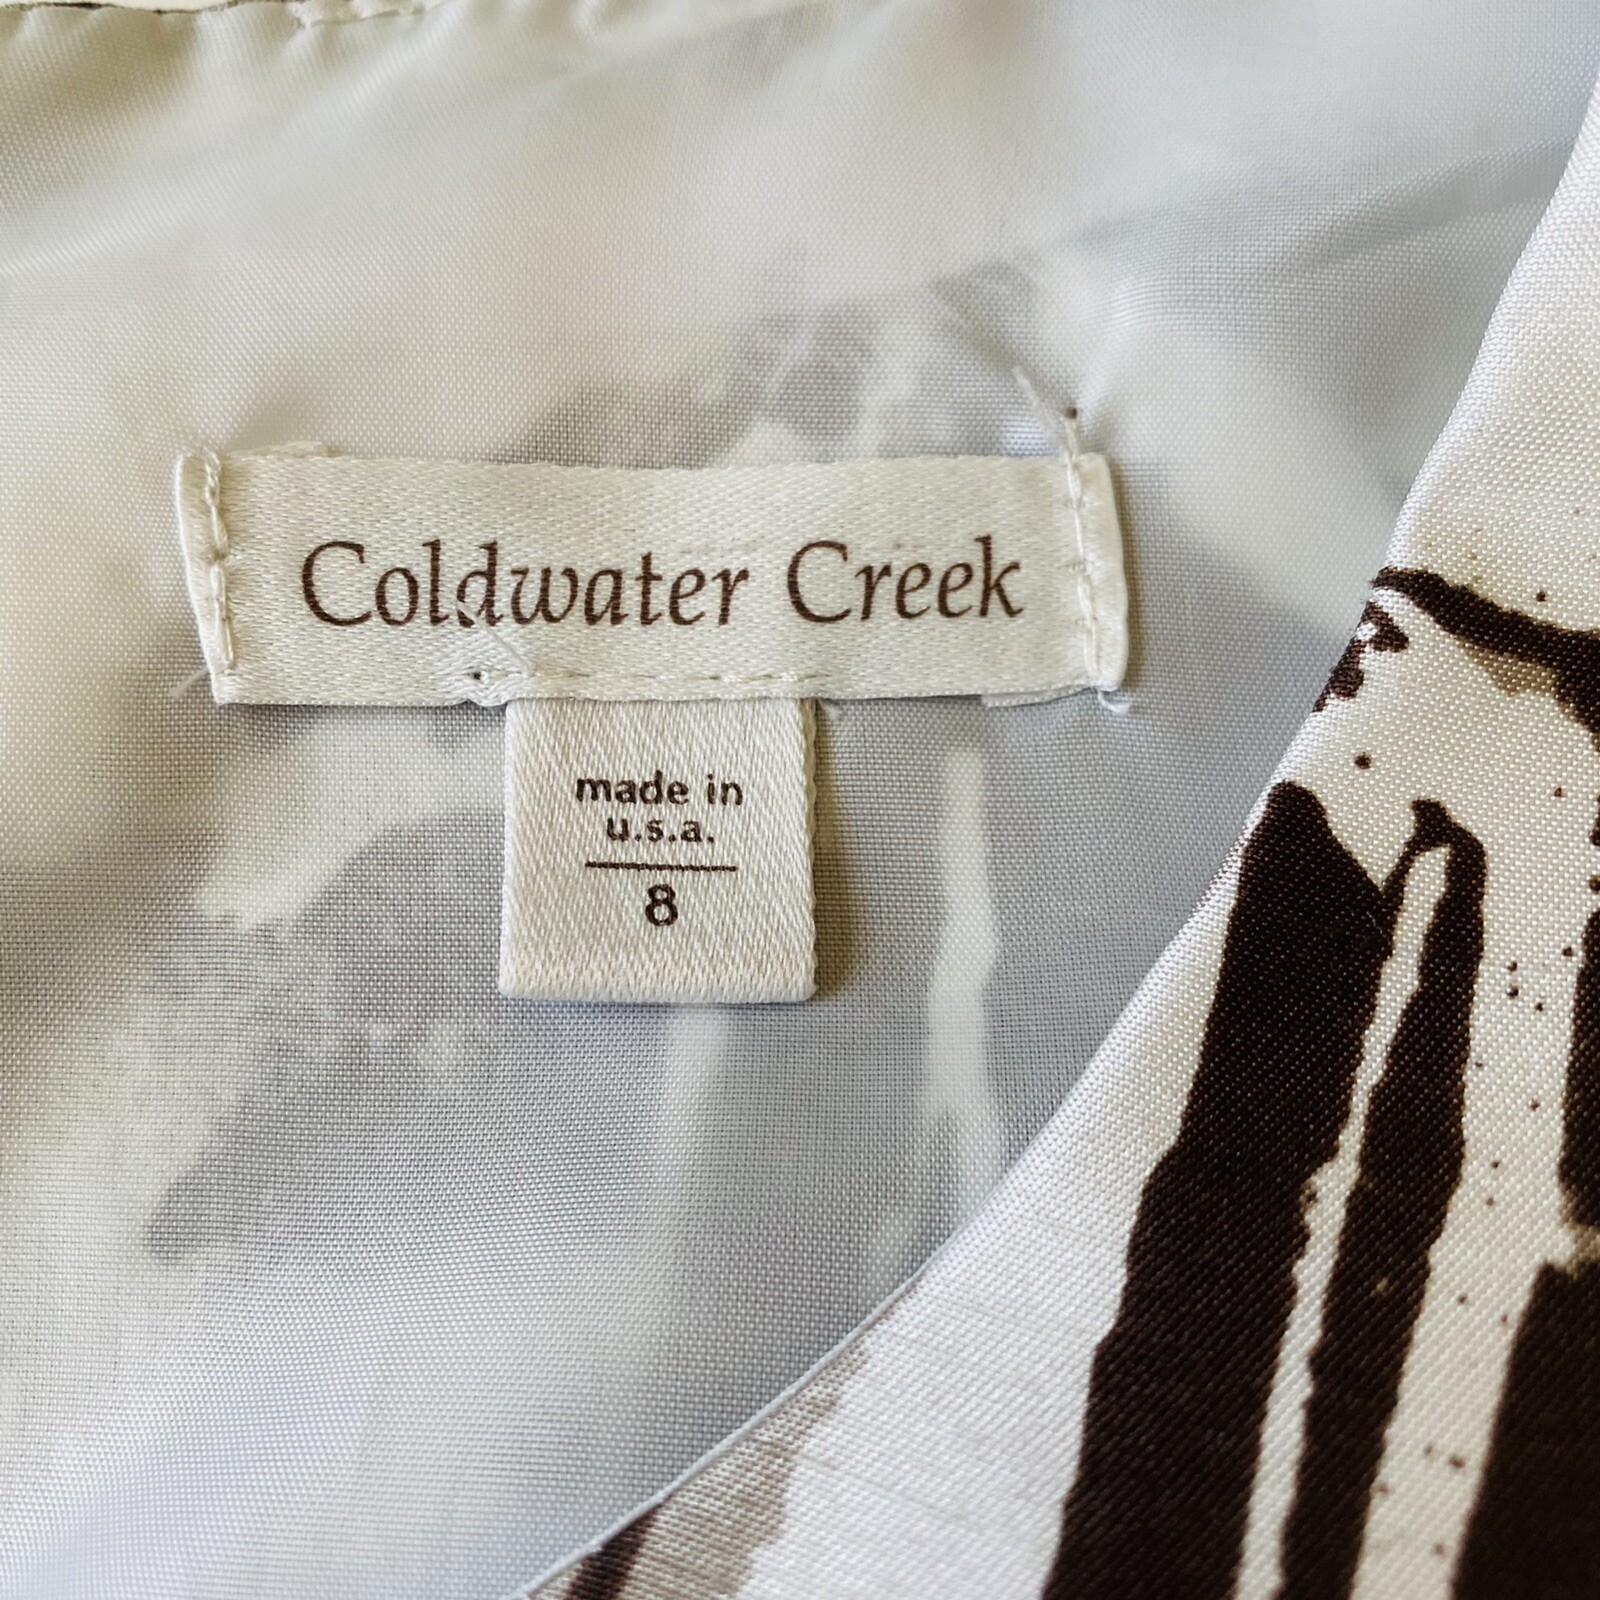 Coldwater Creek
made in
u.s.a.
8